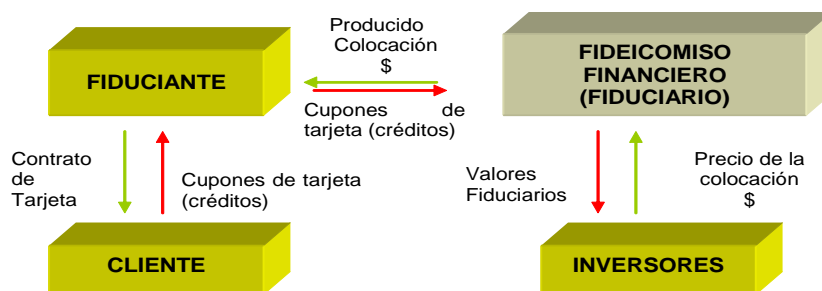 Producido
Colocación
$
FIDUCIANTE
FIDEICOMISO
FINANCIERO
(FIDUCIARIO)
Cupones de
tarjeta (créditos)
Contrato
de
Tarjeta
Cupones de tarjeta
(créditos)
Valores
Fiduciarios
Precio de la
colocación
$
CLIENTE
INVERSORES